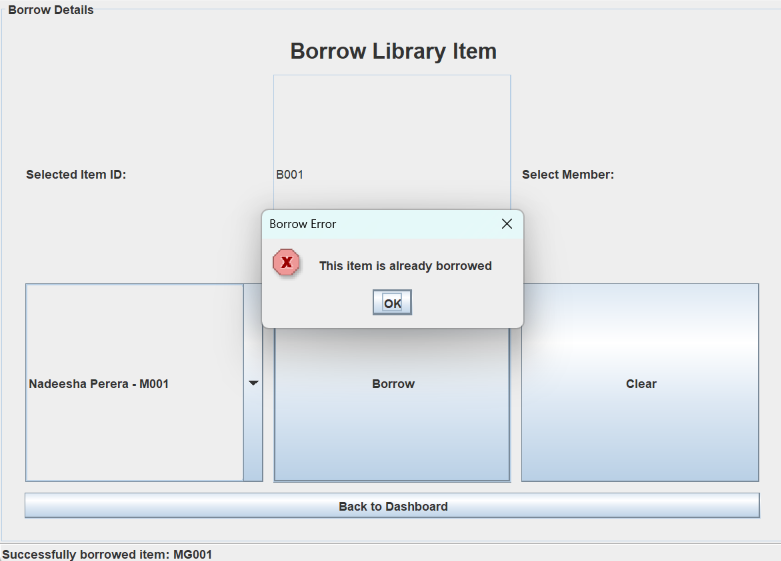 Borrow Details
Borrow Library Item
Selected Item ID:
B001
Select Member:
Borrow Error
This item is already borrowed
OK
Nadeesha Perera - M001
Borrow
Clear
Back to Dashboard
Successfully borrowed item: MG001